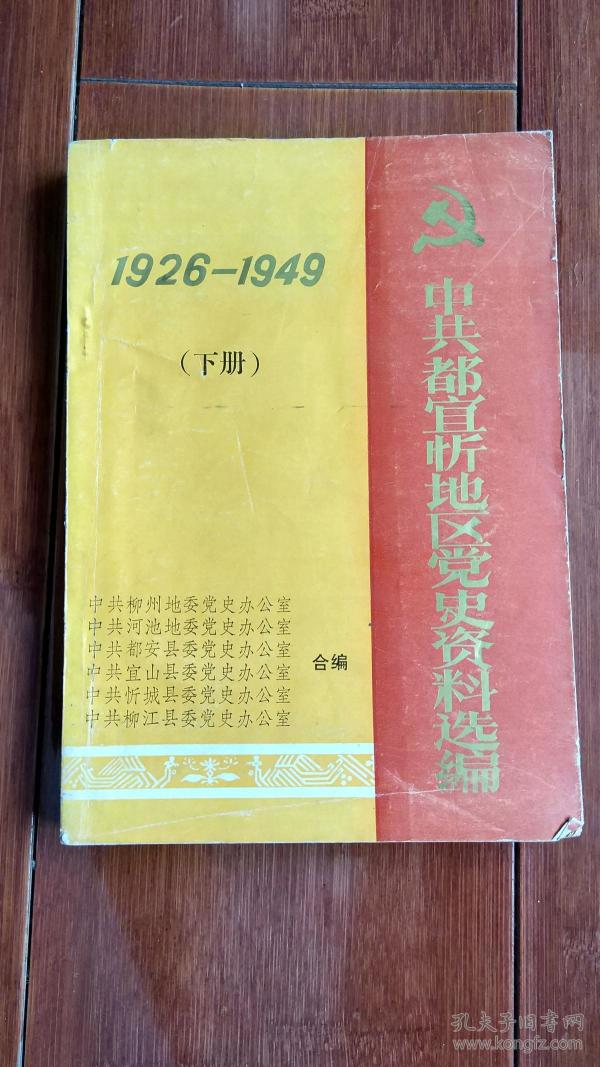 1926-1949
(下册)
中共都宜忻地区党史资料选编
中共柳州地委党史办公室
中共河池地委党史办公室
中共都安县委党史办公室
中共宜山县委党史办公室
中共忻城县委党史办公室
中共柳江县委党史办公室
合编
孔夫子旧书网
www.kongfz.com